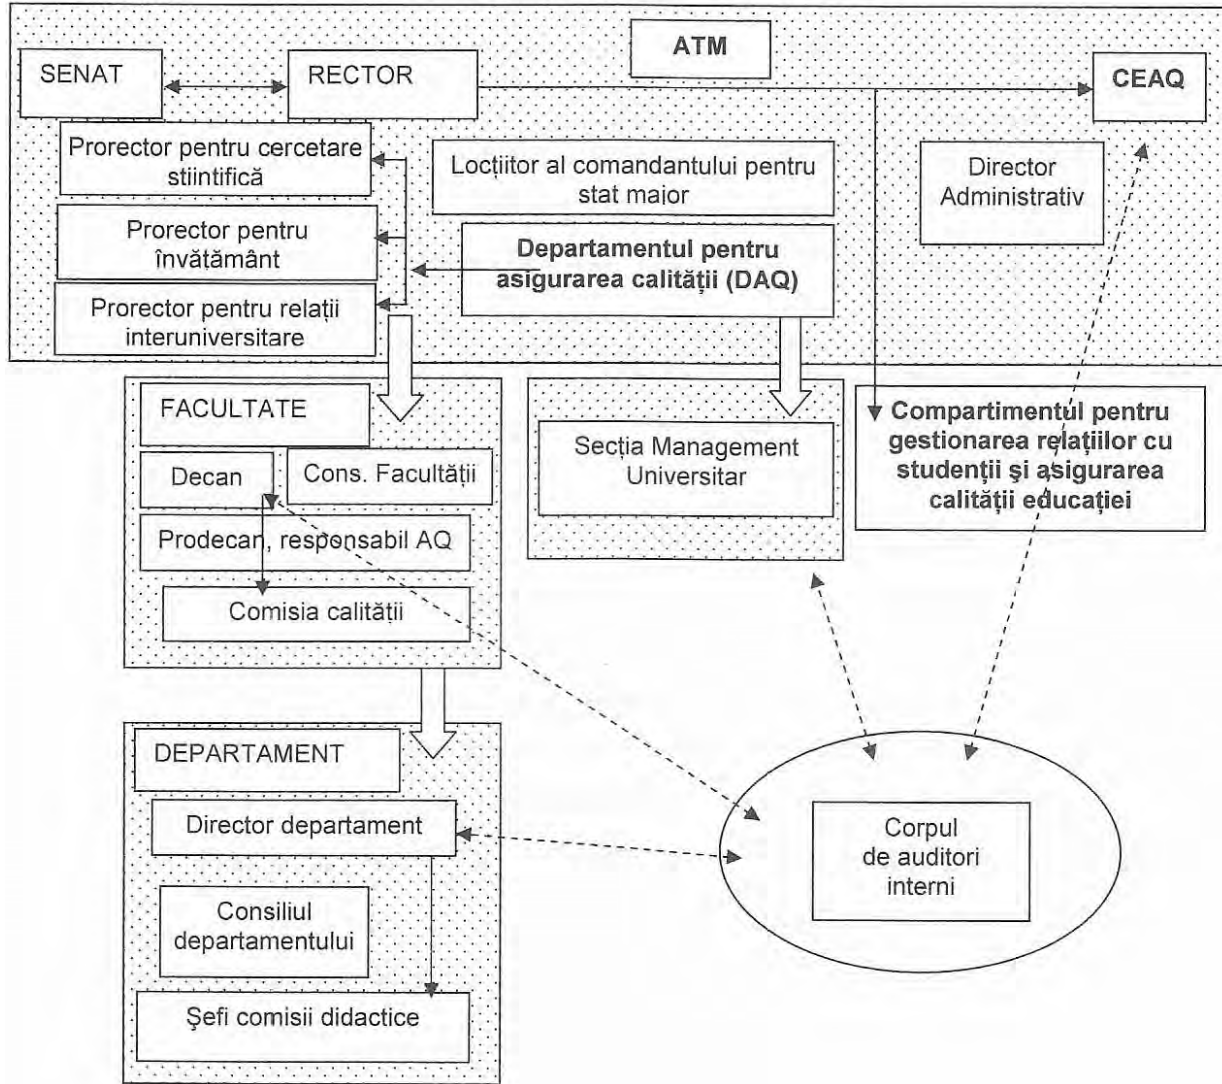 ATM
SENAT
RECTOR
CEAQ
Prorector pentru cercetare
stiintifică
Locțiitor al comandantului pentru
stat major
Director
Administrativ
Prorector pentru
învățământ
Departamentul pentru
asigurarea calității (DAQ)
Prorector pentru relații
interuniversitare
FACULTATE
Decan
Cons. Facultății
Prodecan, responsabil AQ
Comisia calității
Secția Management
Universitar
Compartimentul pentru
gestionarea relațiilor cu
studenții şi asigurarea
calității educației
DEPARTAMENT
Director departament
Consiliul
departamentului
Şefi comisii didactice
Corpul
de auditori
interni